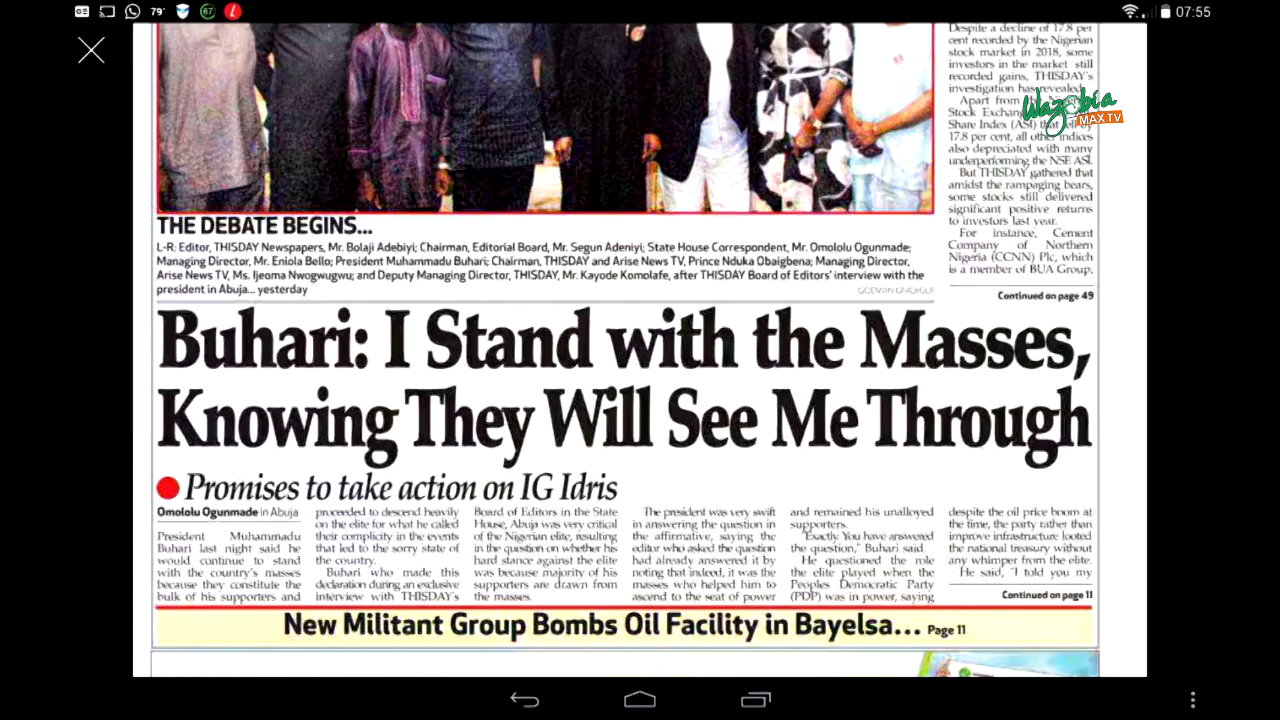 79°
67
07:55
Despite a decline of 17.8 per
cent recorded by the Nigerian
stock market in 2018, some
investors in the market still
recorded gains, THISDAY's
investigation has revealed.
Apart from the Nigerian
Stock Exchange
Share Index (ASI) that fell by
17.8 per cent, all other indices
also depreciated with many
underperforming the NSE ASI.
But THISDAY gathered that
amidst the rampaging bears,
some stocks still delivered
significant positive returns
to investors last year.
For instance, Cement
Company of Northern
Nigeria (CCNN) Plc, which
is a member of BUA Group,
Continued on page 49
Wazobia
MAX TV
THE DEBATE BEGINS...
L-R: Editor, THISDAY Newspapers, Mr. Bolaji Adebiyi; Chairman, Editorial Board, Mr. Segun Adeniyi; State House Correspondent, Mr. Omololu Ogunmade;
Managing Director, Mr. Eniola Bello; President Muhammadu Buhari; Chairman, THISDAY and Arise News TV, Prince Nduka Obaigbena; Managing Director,
Arise News TV, Ms. Ijeoma Nwogwugwu; and Deputy Managing Director, THISDAY, Mr. Kayode Komolafe, after THISDAY Board of Editors' interview with the
president in Abuja... yesterday
GODWIN OMOIGUI
Buhari: I Stand with the Masses,
Knowing They Will See Me Through
Promises to take action on IG Idris
Omololu Ogunmade in Abuja
President Muhammadu
Buhari last night said he
would continue to stand
with the country's masses
because they constitute the
bulk of his supporters and
proceeded to descend heavily
on the elite for what he called
their complicity in the events
that led to the sorry state of
the country.
Buhari who made this
declaration during an exclusive
interview with THISDAY's
Board of Editors in the State
House, Abuja was very critical
of the Nigerian elite, resulting
in the question on whether his
hard stance against the elite
was because majority of his
supporters are drawn from
the masses.
The president was very swift
in answering the question in
the affirmative, saying the
editor who asked the question
had already answered it by
noting that indeed, it was the
masses who helped him to
ascend to the seat of power
and remained his unalloyed
supporters.
"Exactly. You have answered
the question," Buhari said.
He questioned the role
the elite played when the
Peoples Democratic Party
(PDP) was in power, saying
despite the oil price boom at
the time, the party rather than
improve infrastructure looted
the national treasury without
any whimper from the elite.
He said, "I told you my
Continued on page 11
New Militant Group Bombs Oil Facility in Bayelsa... Page 11